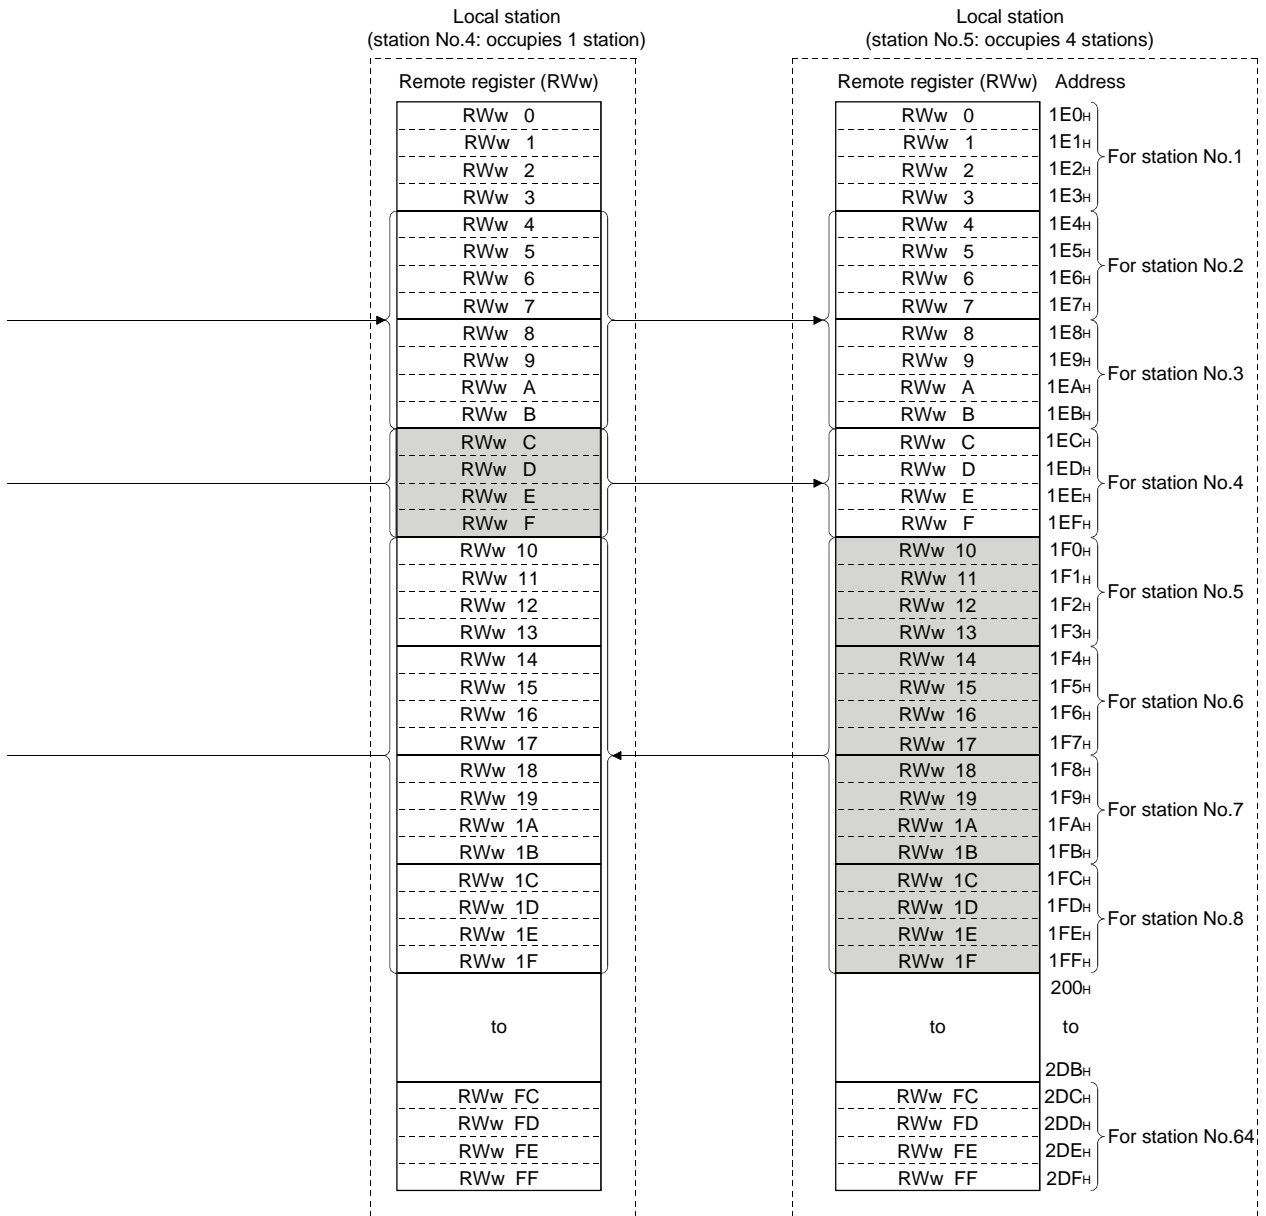 Local station
(station No.4: occupies 1 station)
Local station
(station No.5: occupies 4 stations)
Remote register (RWw)
Remote register (RWw) Address
RWw 0 RWw 0 1E0H
RWw 1 RWw 1 1E1H
For station No.1
RWw 2 RWw 2 1E2H
RWw 3 RWw 3 1E3H
RWw 4 RWw 4 1E4H
RWw 5 RWw 5 1E5H
For station No.2
RWw 6 RWw 6 1E6H
RWw 7 RWw 7 1E7H
RWw 8 RWw 8 1E8H
RWw 9 RWw 9 1E9H
For station No.3
RWw A RWw A 1EAH
RWw B RWw B 1EBH
RWw C RWw C 1ECH
RWw D RWw D 1EDH
For station No.4
RWw E RWw E 1EEH
RWw F RWw F 1EFH
RWw 10 RWw 10 1F0H
RWw 11 RWw 11 1F1H
For station No.5
RWw 12 RWw 12 1F2H
RWw 13 RWw 13 1F3H
RWw 14 RWw 14 1F4H
RWw 15 RWw 15 1F5H
For station No.6
RWw 16 RWw 16 1F6H
RWw 17 RWw 17 1F7H
RWw 18 RWw 18 1F8H
RWw 19 RWw 19 1F9H
For station No.7
RWw 1A RWw 1A 1FAH
RWw 1B RWw 1B 1FBH
RWw 1C RWw 1C 1FCH
RWw 1D RWw 1D 1FDH
For station No.8
RWw 1E RWw 1E 1FEH
RWw 1F RWw 1F 1FFH
200H
to to to
2DBH
RWw FC RWw FC 2DCH
RWw FD RWw FD 2DDH
For station No.64
RWw FE RWw FE 2DEH
RWw FF RWw FF 2DFH